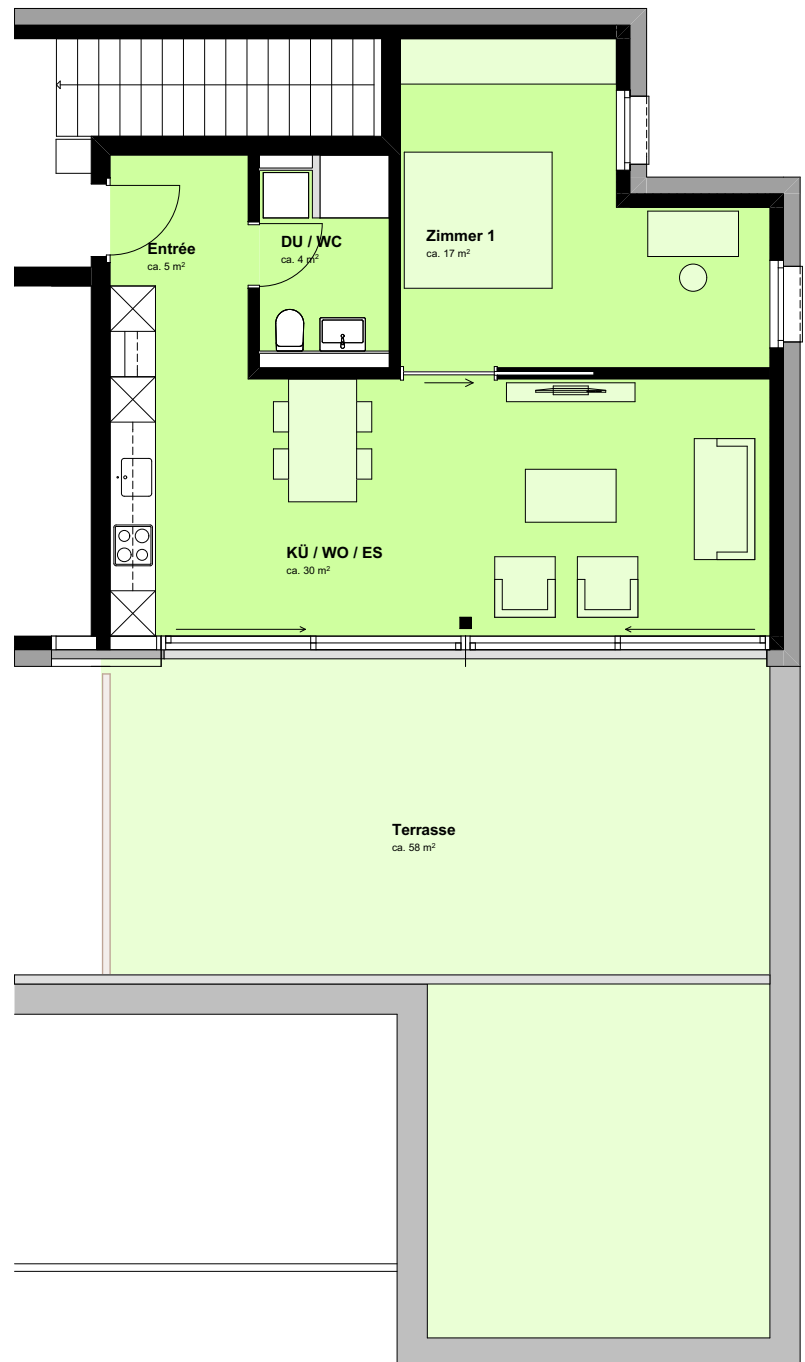 Entrée
ca. 5 m²
DU / WC
ca. 4 m²
Zimmer 1
ca. 17 m²
KÜ / WO / ES
ca. 30 m²
Terrasse
ca. 58 m²